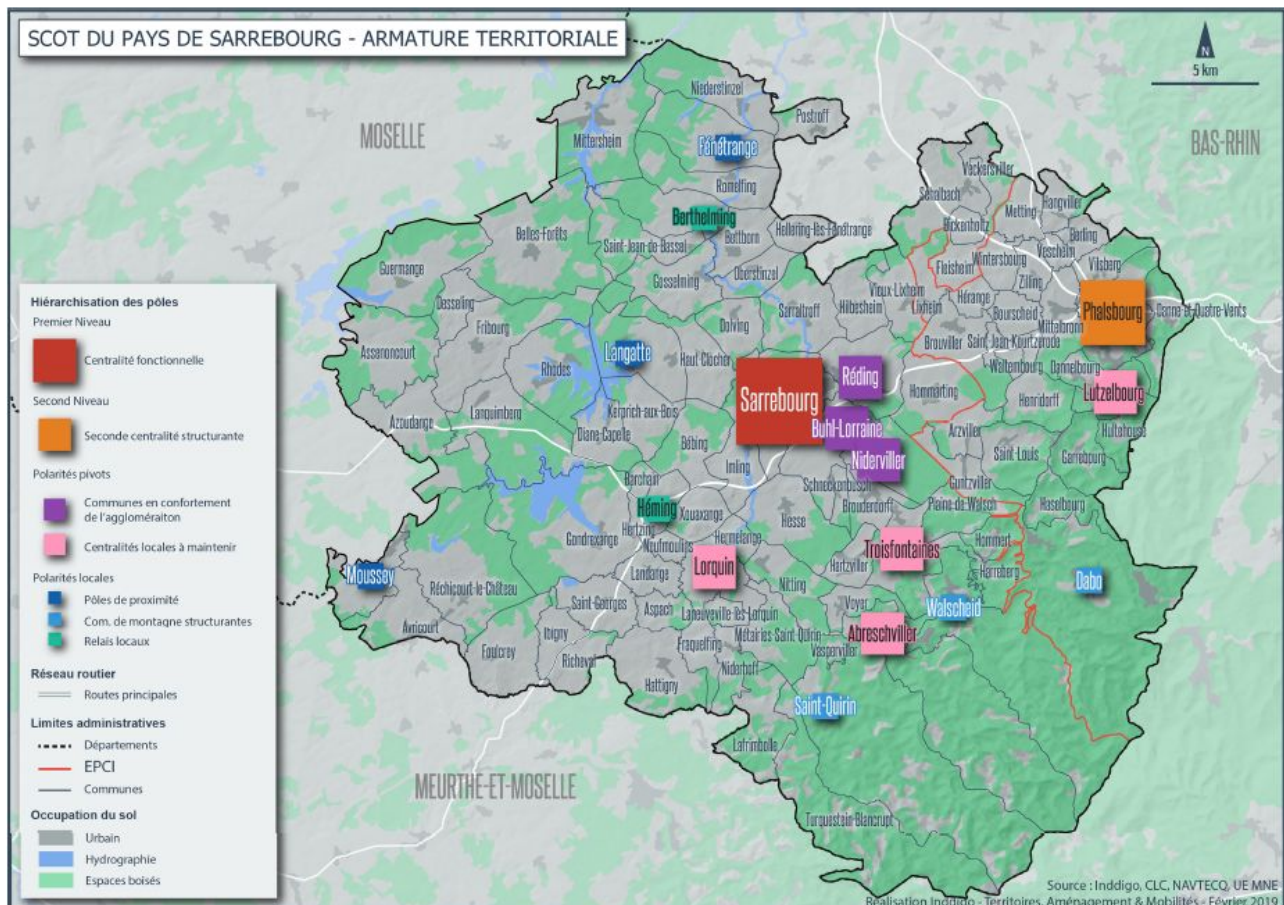 SCOT DU PAYS DE SARREBOURG - ARMATURE TERRITORIALE
N
5 km
MOSELLE
BAS-RHIN
MEURTHE-ET-MOSELLE
Niederstinzel
Postroff
Mittersheim
Fénétrange
Vackersviller
Romelfing
Schalbach
Metting
Hangviller
Berthelming
Bickenholtz
Belles-Forêts
Saint-Jean-de-Bassel
Bettborn
Hellering-lès-Fénétrange
Berling
Vescheim
Wintersbourg
Vilsberg
Guermange
Gosselming
Oberstinzel
Fleisheim
Zilling
Vieux-Lixheim
Hérange
Desseling
Sarraltroff
Hilbesheim
Lixheim
Bourscheid
Phalsbourg
Danne-et-Quatre-Vents
Fribourg
Dolving
Mittelbronn
Assenoncourt
Langatte
Haut Clocher
Brouviller
Saint-Jean-Kourtzerode
Rhodes
Réding
Waltembourg
Dannelbourg
Sarrebourg
Hommarting
Henridorff
Lutzelbourg
Languimberg
Kerprich-aux-Bois
Azoudange
Diane-Capelle
Buhl-Lorraine
Arzviller
Hultehouse
Bébing
Niderviller
Saint-Louis
Garrebourg
Imling
Barchain
Schneckenbusch
Guntzviller
Héming
Xouaxange
Brouderdorff
Plaine-de-Walsch
Haselbourg
Hertzing
Hesse
Gondrexange
Neufmoulins
Hermelange
Troisfontaines
Hommert
Moussey
Lorquin
Hartzviller
Harreberg
Dabo
Réchicourt-le-Château
Landange
Nitting
Saint-Georges
Aspach
Laneuveville-lès-Lorquin
Voyar
Walscheid
Avricourt
Ibigny
Fraquelfing
Métairies-Saint-Quirin
Abreschviller
Foulcrey
Richeval
Niderhoff
Vasperviller
Hattigny
Saint-Quirin
Lafrimbolle
Turquestein-Blancrupt
Hiérarchisation des pôles
Premier Niveau
Centralité fonctionnelle
Second Niveau
Seconde centralité structurante
Polarités pivots
Communes en confortement
de l'aggloméraiton
Centralités locales à maintenir
Polarités locales
Pôles de proximité
Com. de montagne structurantes
Relais locaux
Réseau routier
Routes principales
Limites administratives
Départements
EPCI
Communes
Occupation du sol
Urbain
Hydrographie
Espaces boisés
Source : Inddigo, CLC, NAVTECQ, UE MNE
Réalisation Inddigo - Territoires, Aménagement & Mobilités - Février 2019